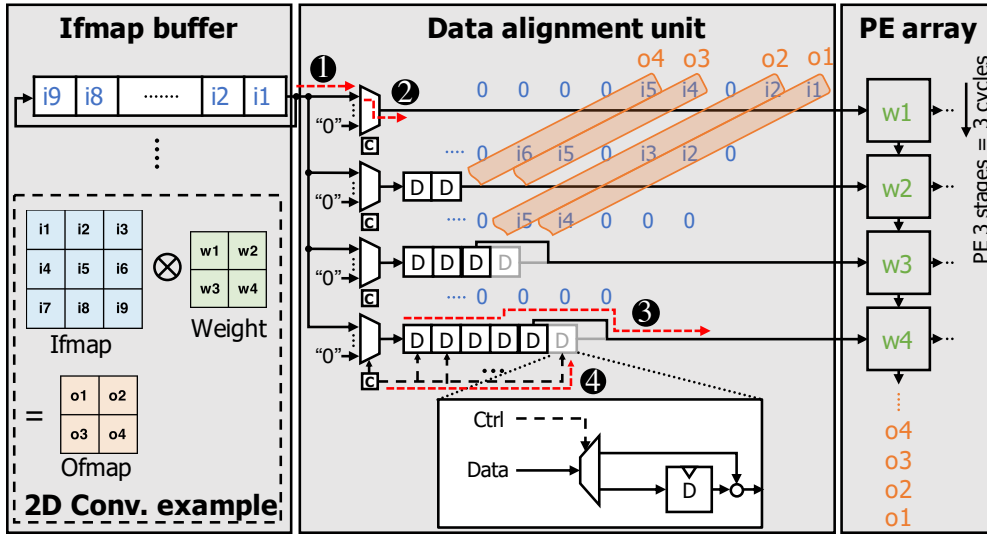 Ifmap buffer
i9 i8 ....... i2 i1
2D Conv. example
i1 i2 i3
i4 i5 i6
i7 i8 i9
Ifmap
⊗
w1 w2
w3 w4
Weight
=
o1 o2
o3 o4
Ofmap
Data alignment unit
❶
❷
"0"
C
o4 o3 o2 o1
0 0 0 0 i5 i4 0 i2 i1
"0"
C
D D
.... 0 i6 i5 0 i3 i2 0
"0"
C
D D D D
.... 0 i5 i4 0 0 0
"0"
C
D D D D D D
.... 0 0 0 0
❸
❹
...
Ctrl
Data
D
PE array
w1 ..
w2 ..
w3 ..
w4 ..
PE 3 stages = 3 cycles
o4
o3
o2
o1